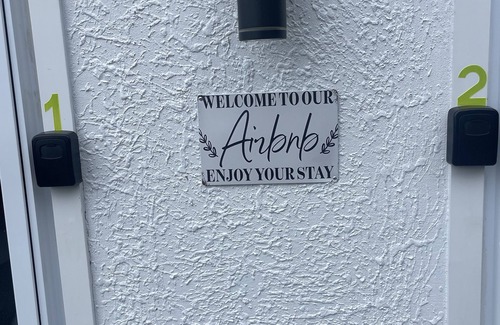 1
2
WELCOME TO OUR
Airbnb
ENJOY YOUR STAY